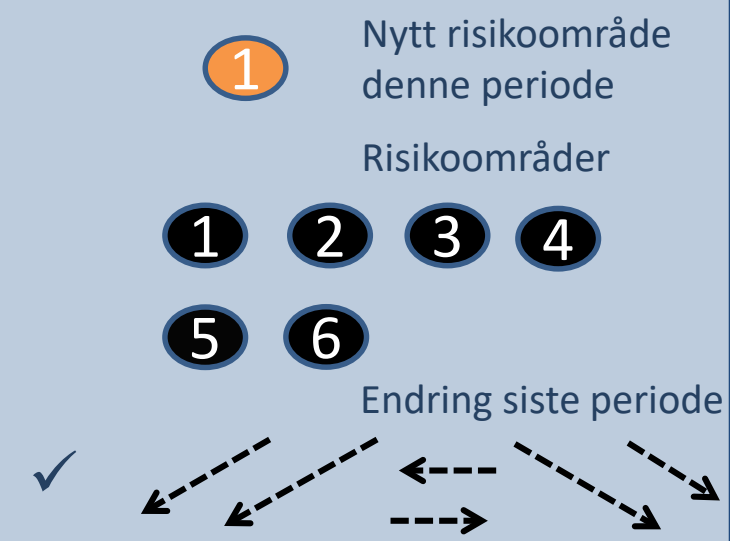 1
Nytt risikoområde
denne periode
Risikoområder
1 2 3 4
5 6
Endring siste periode